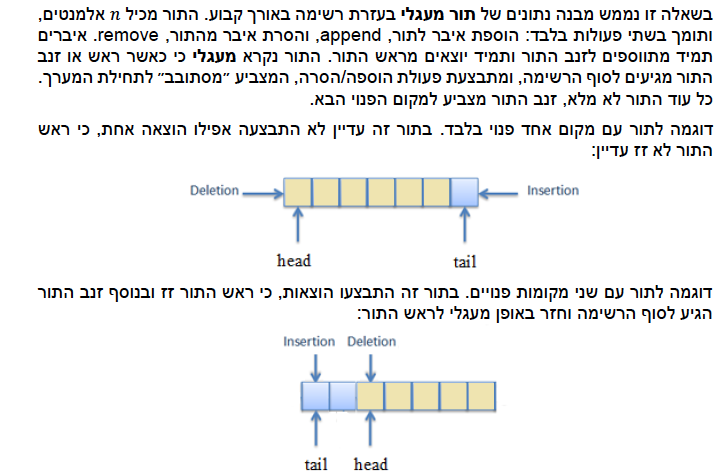 בשאלה זו נממש מבנה נתונים של תור מעגלי בעזרת רשימה באורך קבוע. התור מכיל n אלמנטים,
ותומך בשתי פעולות בלבד: הוספת איבר לתור, append, והסרת איבר מהתור, remove. איברים
תמיד מתווספים לזנב התור ותמיד יוצאים מראש התור. התור נקרא מעגלי כי כאשר ראש או זנב
התור מגיעים לסוף הרשימה, ומתבצעת פעולת הוספה/הסרה, המצביע "מסתובב" לתחילת המערך.
כל עוד התור לא מלא, זנב התור מצביע למקום הפנוי הבא.
דוגמה לתור עם מקום אחד פנוי בלבד. בתור זה עדיין לא התבצעה אפילו הוצאה אחת, כי ראש
התור לא זז עדיין:
Deletion Insertion
head tail
דוגמה לתור עם שני מקומות פנויים. בתור זה התבצעו הוצאות, כי ראש התור זז ובנוסף זנב התור
הגיע לסוף הרשימה וחזר באופן מעגלי לראש התור:
Insertion Deletion
tail head